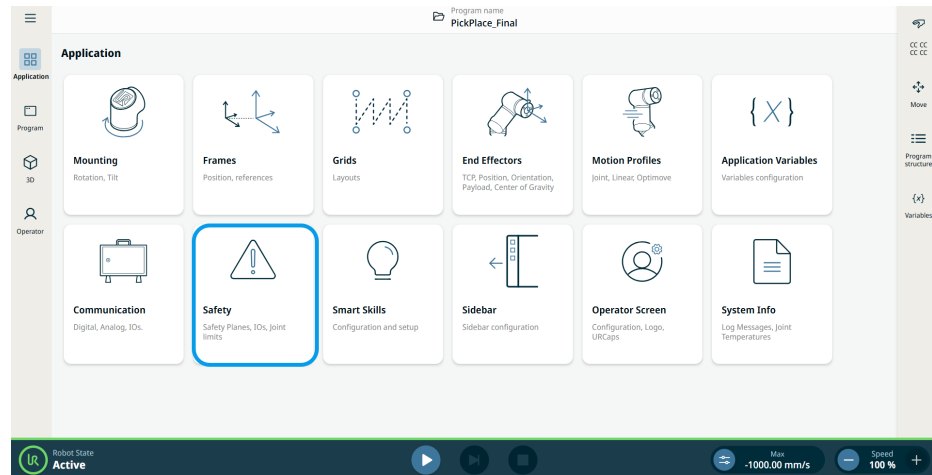 Program name
PickPlace_Final
Application
Application
Program
3D
Operator
Mounting
Rotation, Tilt
Frames
Position, references
Grids
Layouts
End Effectors
TCP, Position, Orientation,
Payload, Center of Gravity
Motion Profiles
Joint, Linear, Optimove
{X}
Application Variables
Variables configuration
Communication
Digital, Analog, IOs.
Safety
Safety Planes, IOs, Joint
limits
Smart Skills
Configuration and setup
Sidebar
Sidebar configuration
Operator Screen
Configuration, Logo,
URCaps
System Info
Log Messages, Joint
Temperatures
CC CC
CC CC
Move
Program
structure
{x}
Variables
UR
Robot State
Active
Max
-1000.00 mm/s
Speed
100 %